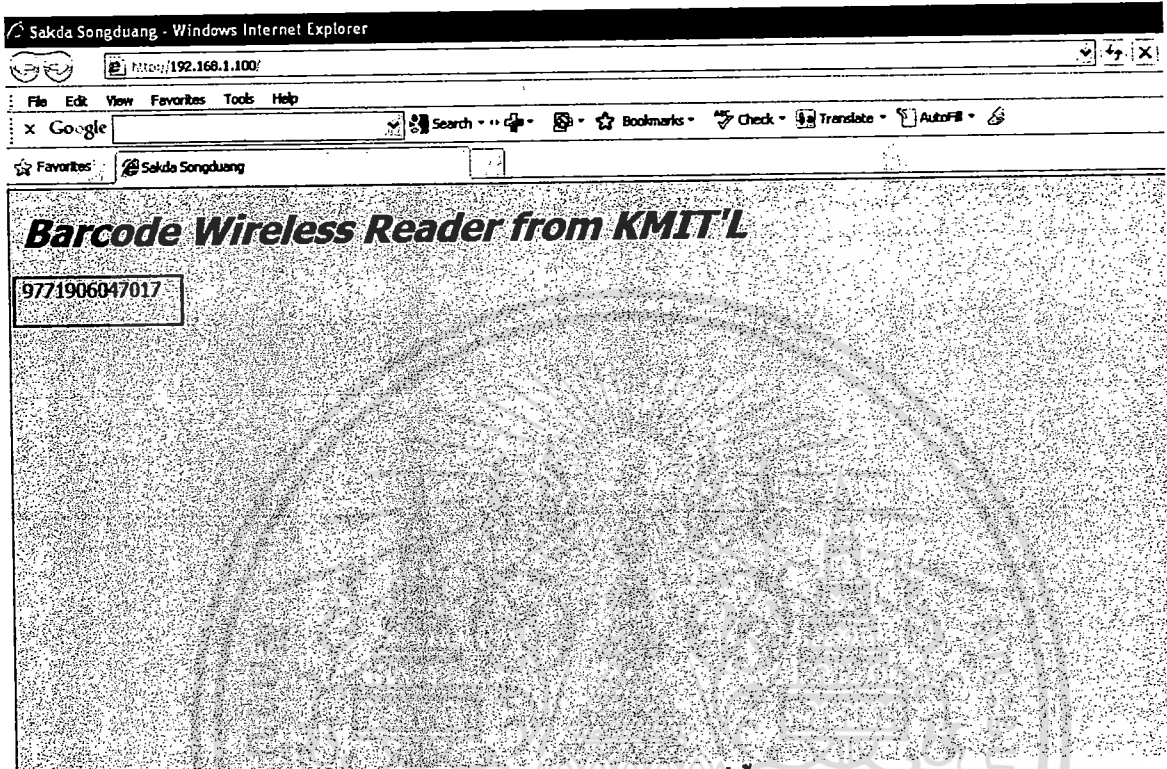 Sakda Songduang - Windows Internet Explorer
http://192.168.1.100/
File Edit View Favorites Tools Help
x Google Search Bookmarks Check Translate AutoFill
Favorites Sakda Songduang
Barcode Wireless Reader from KMIT'L
9771906047017